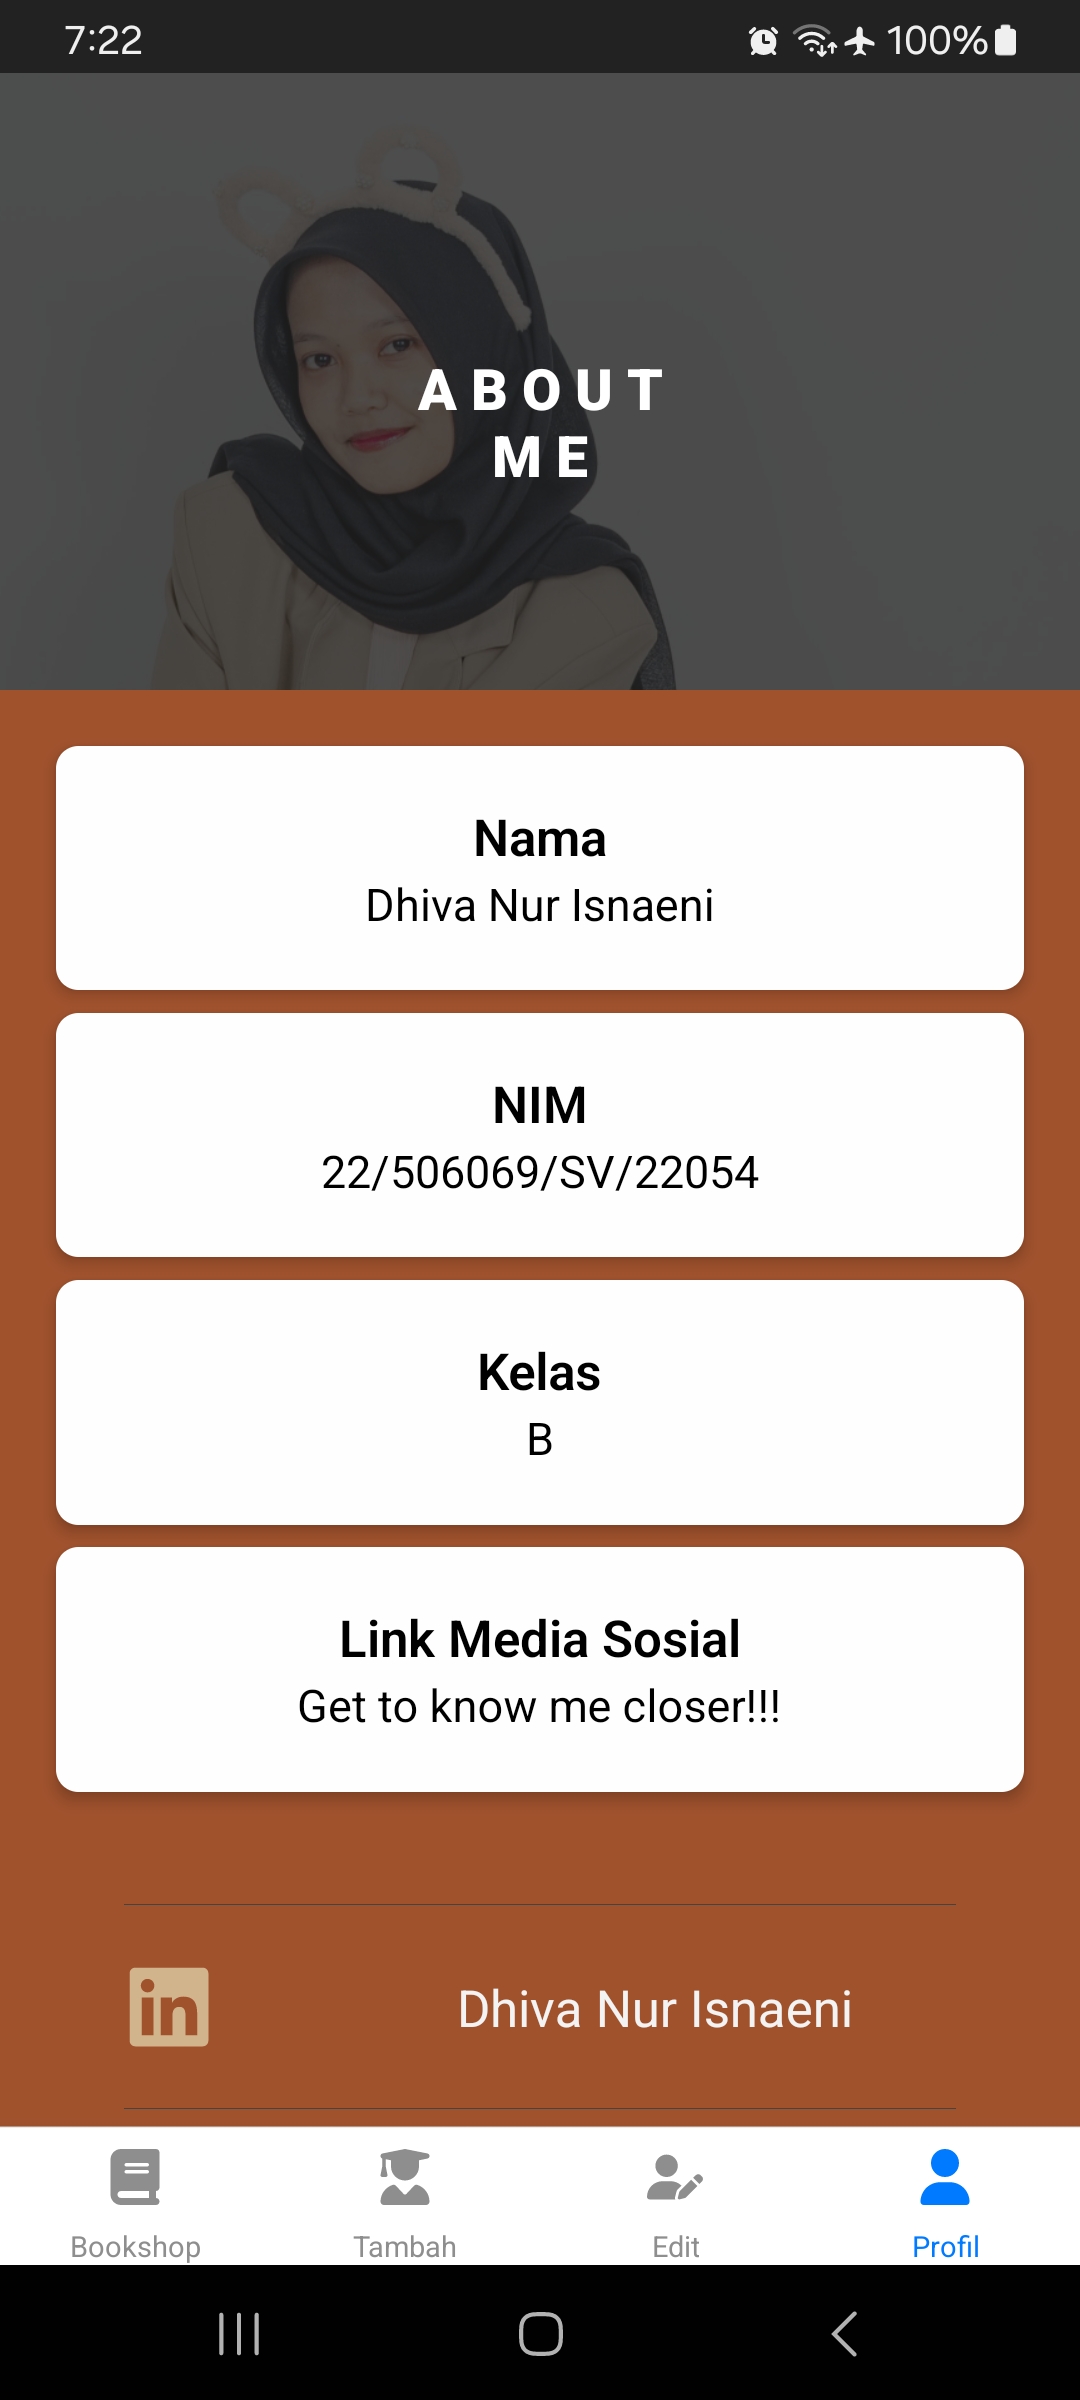 7:22
100%
ABOUT
ME
Nama
Dhiva Nur Isnaeni
NIM
22/506069/SV/22054
Kelas
B
Link Media Sosial
Get to know me closer!!!
in
Dhiva Nur Isnaeni
Bookshop
Tambah
Edit
Profil